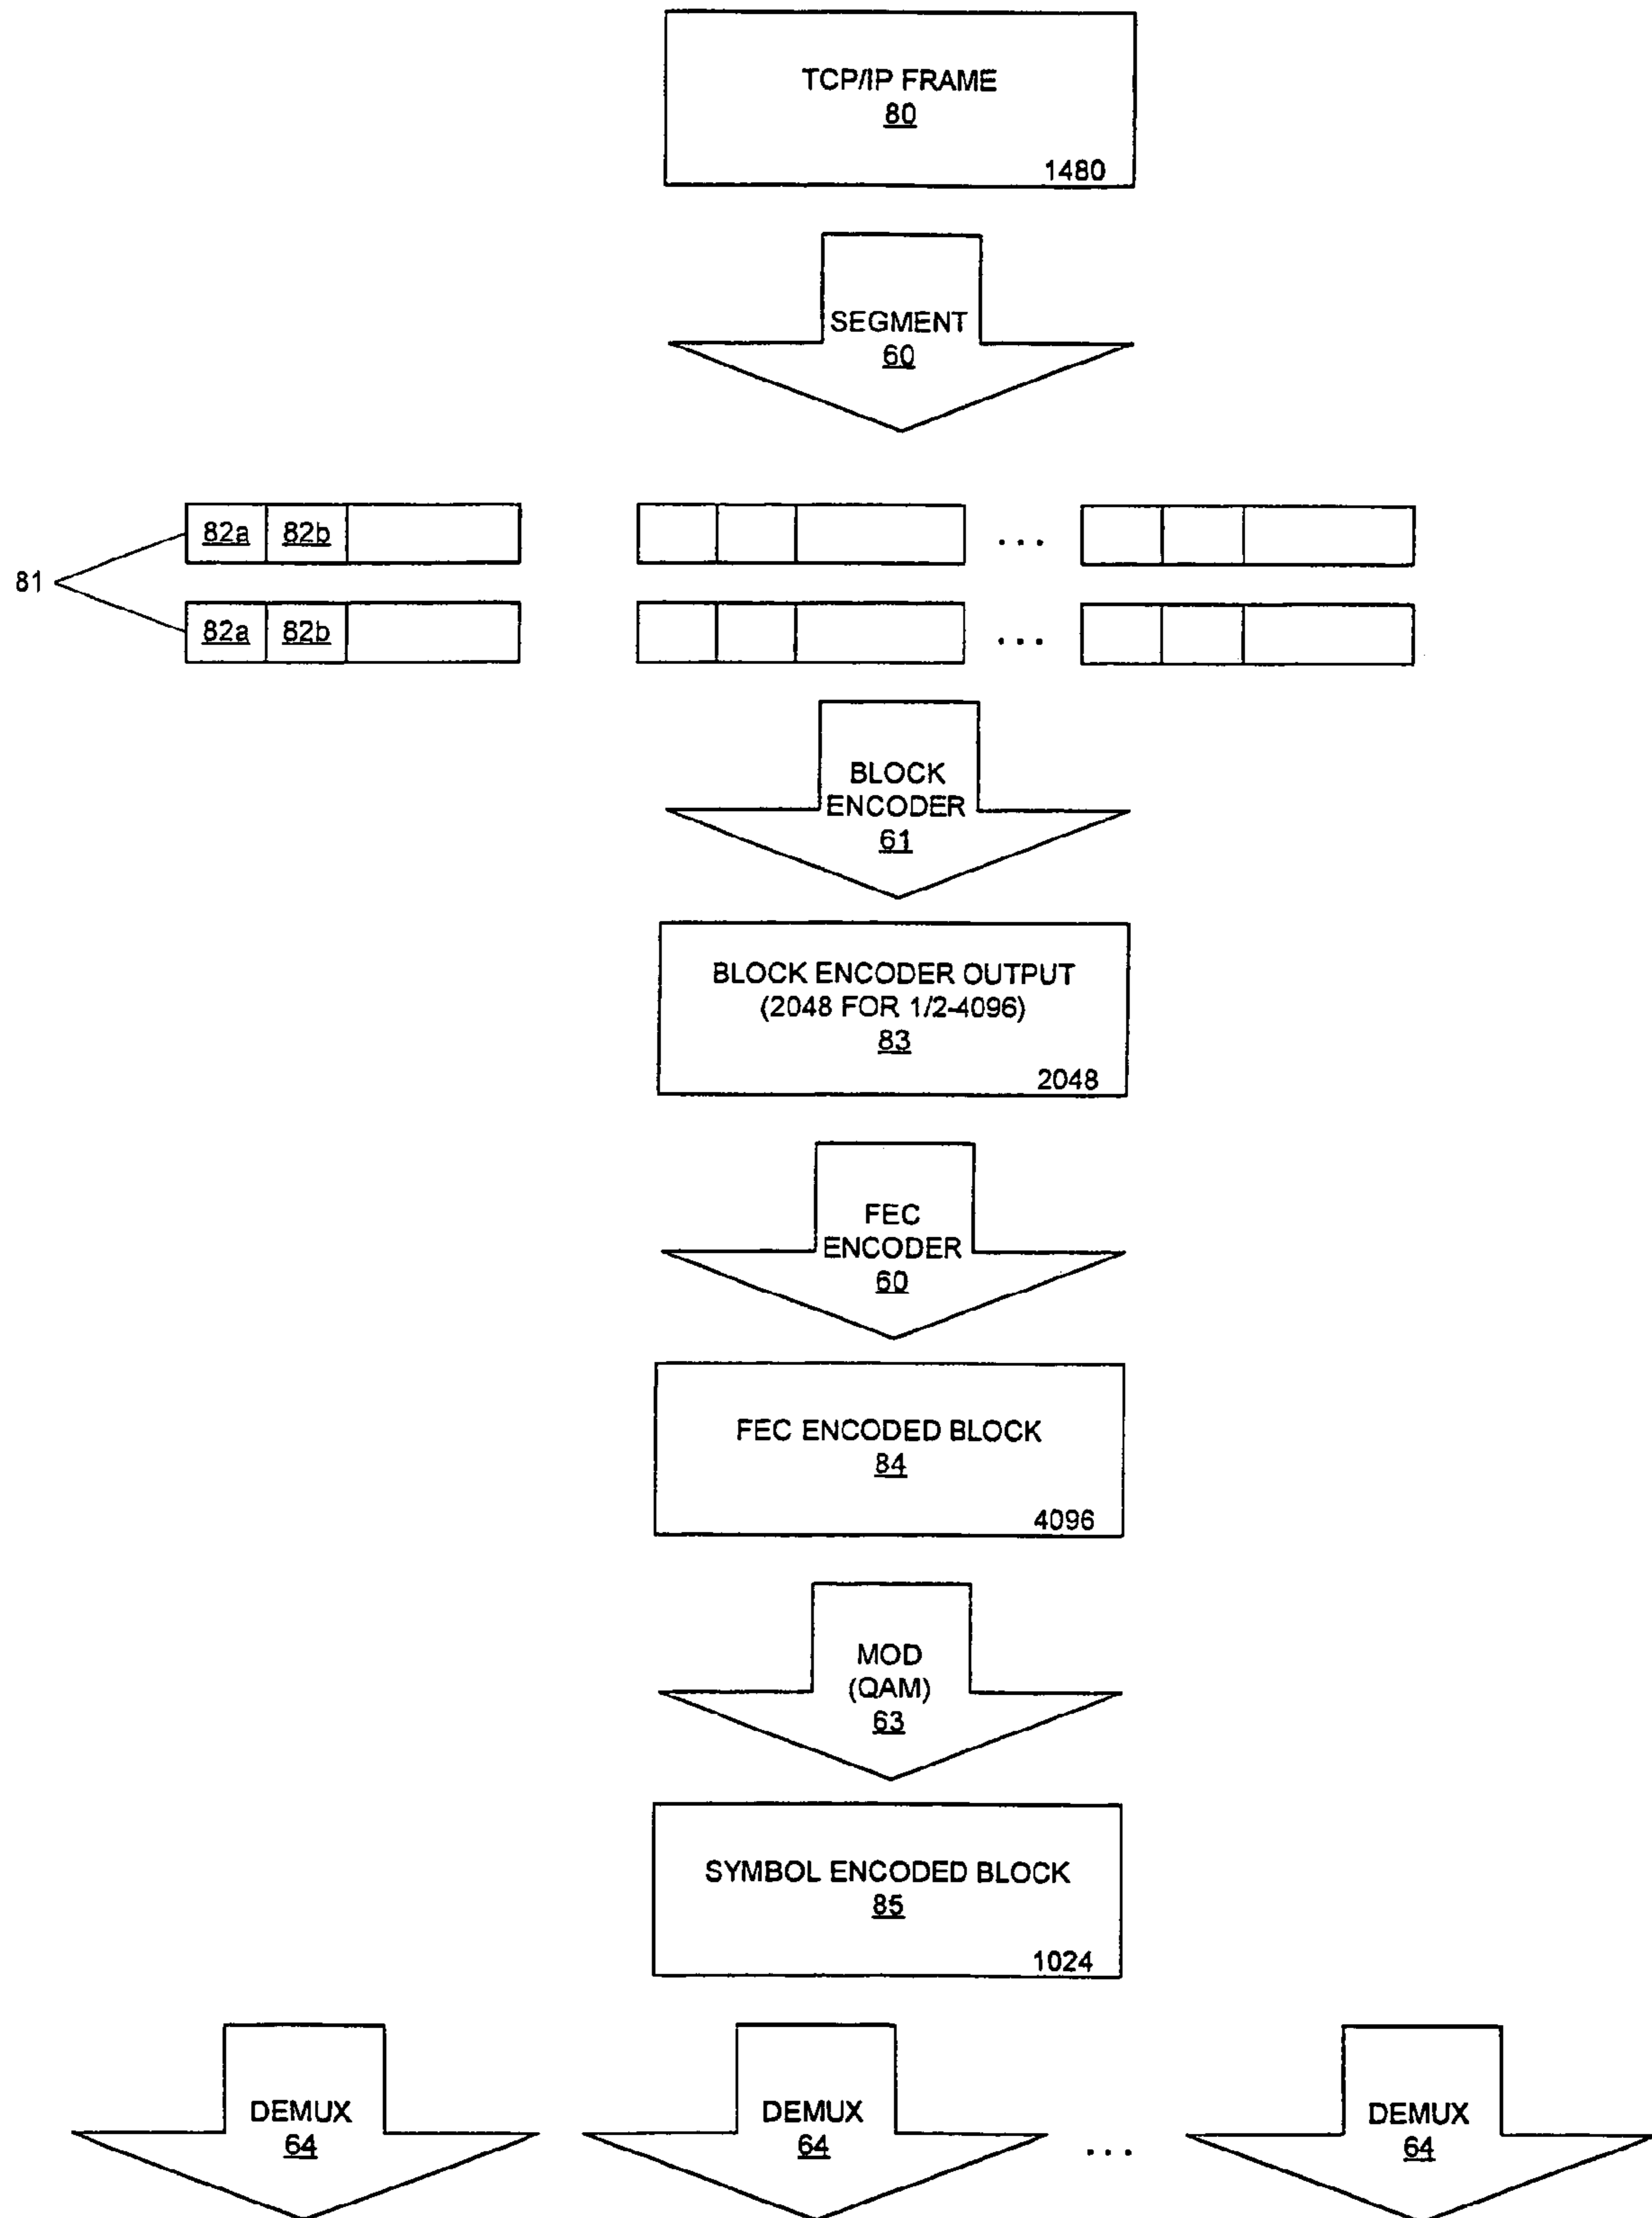 TCP/IP FRAME
80
1480
SEGMENT
60
82a 82b
...
81
82a 82b
...
BLOCK
ENCODER
61
BLOCK ENCODER OUTPUT
(2048 FOR 1/2-4096)
83
2048
FEC
ENCODER
60
FEC ENCODED BLOCK
84
4096
MOD
(QAM)
63
SYMBOL ENCODED BLOCK
85
1024
DEMUX
64
DEMUX
64
...
DEMUX
64